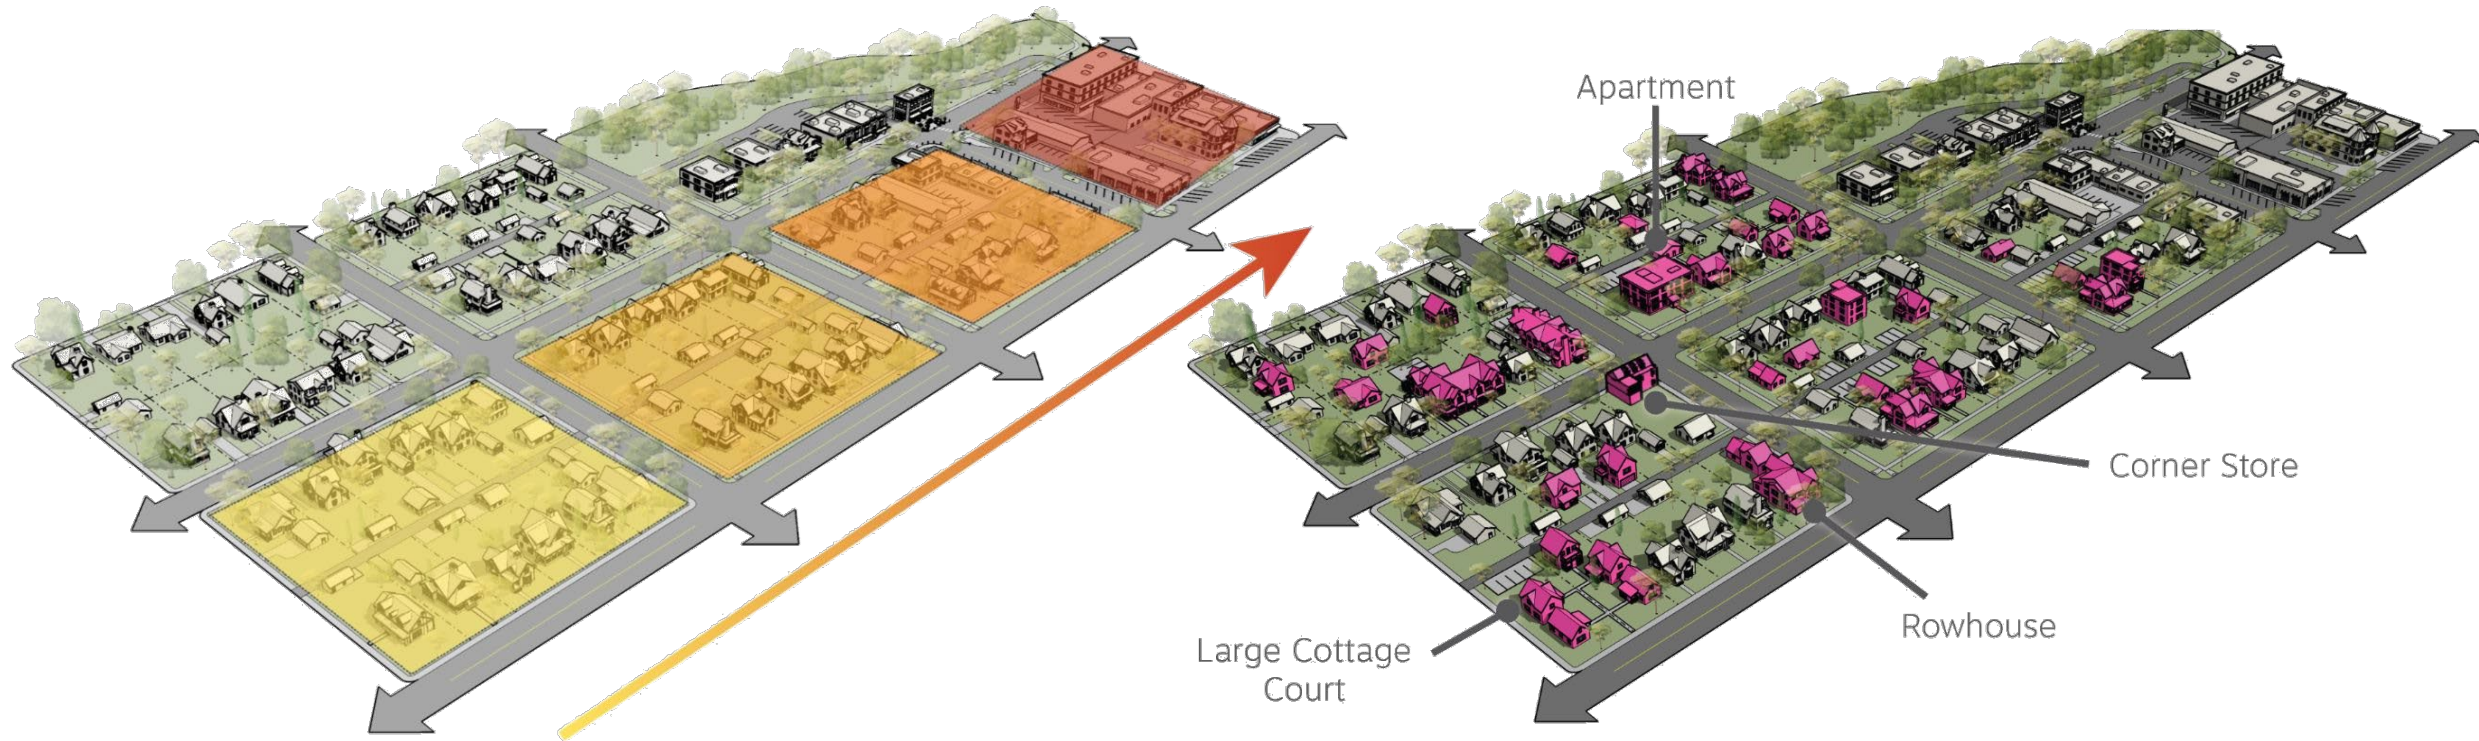 Apartment
Corner Store
Rowhouse
Large Cottage
Court